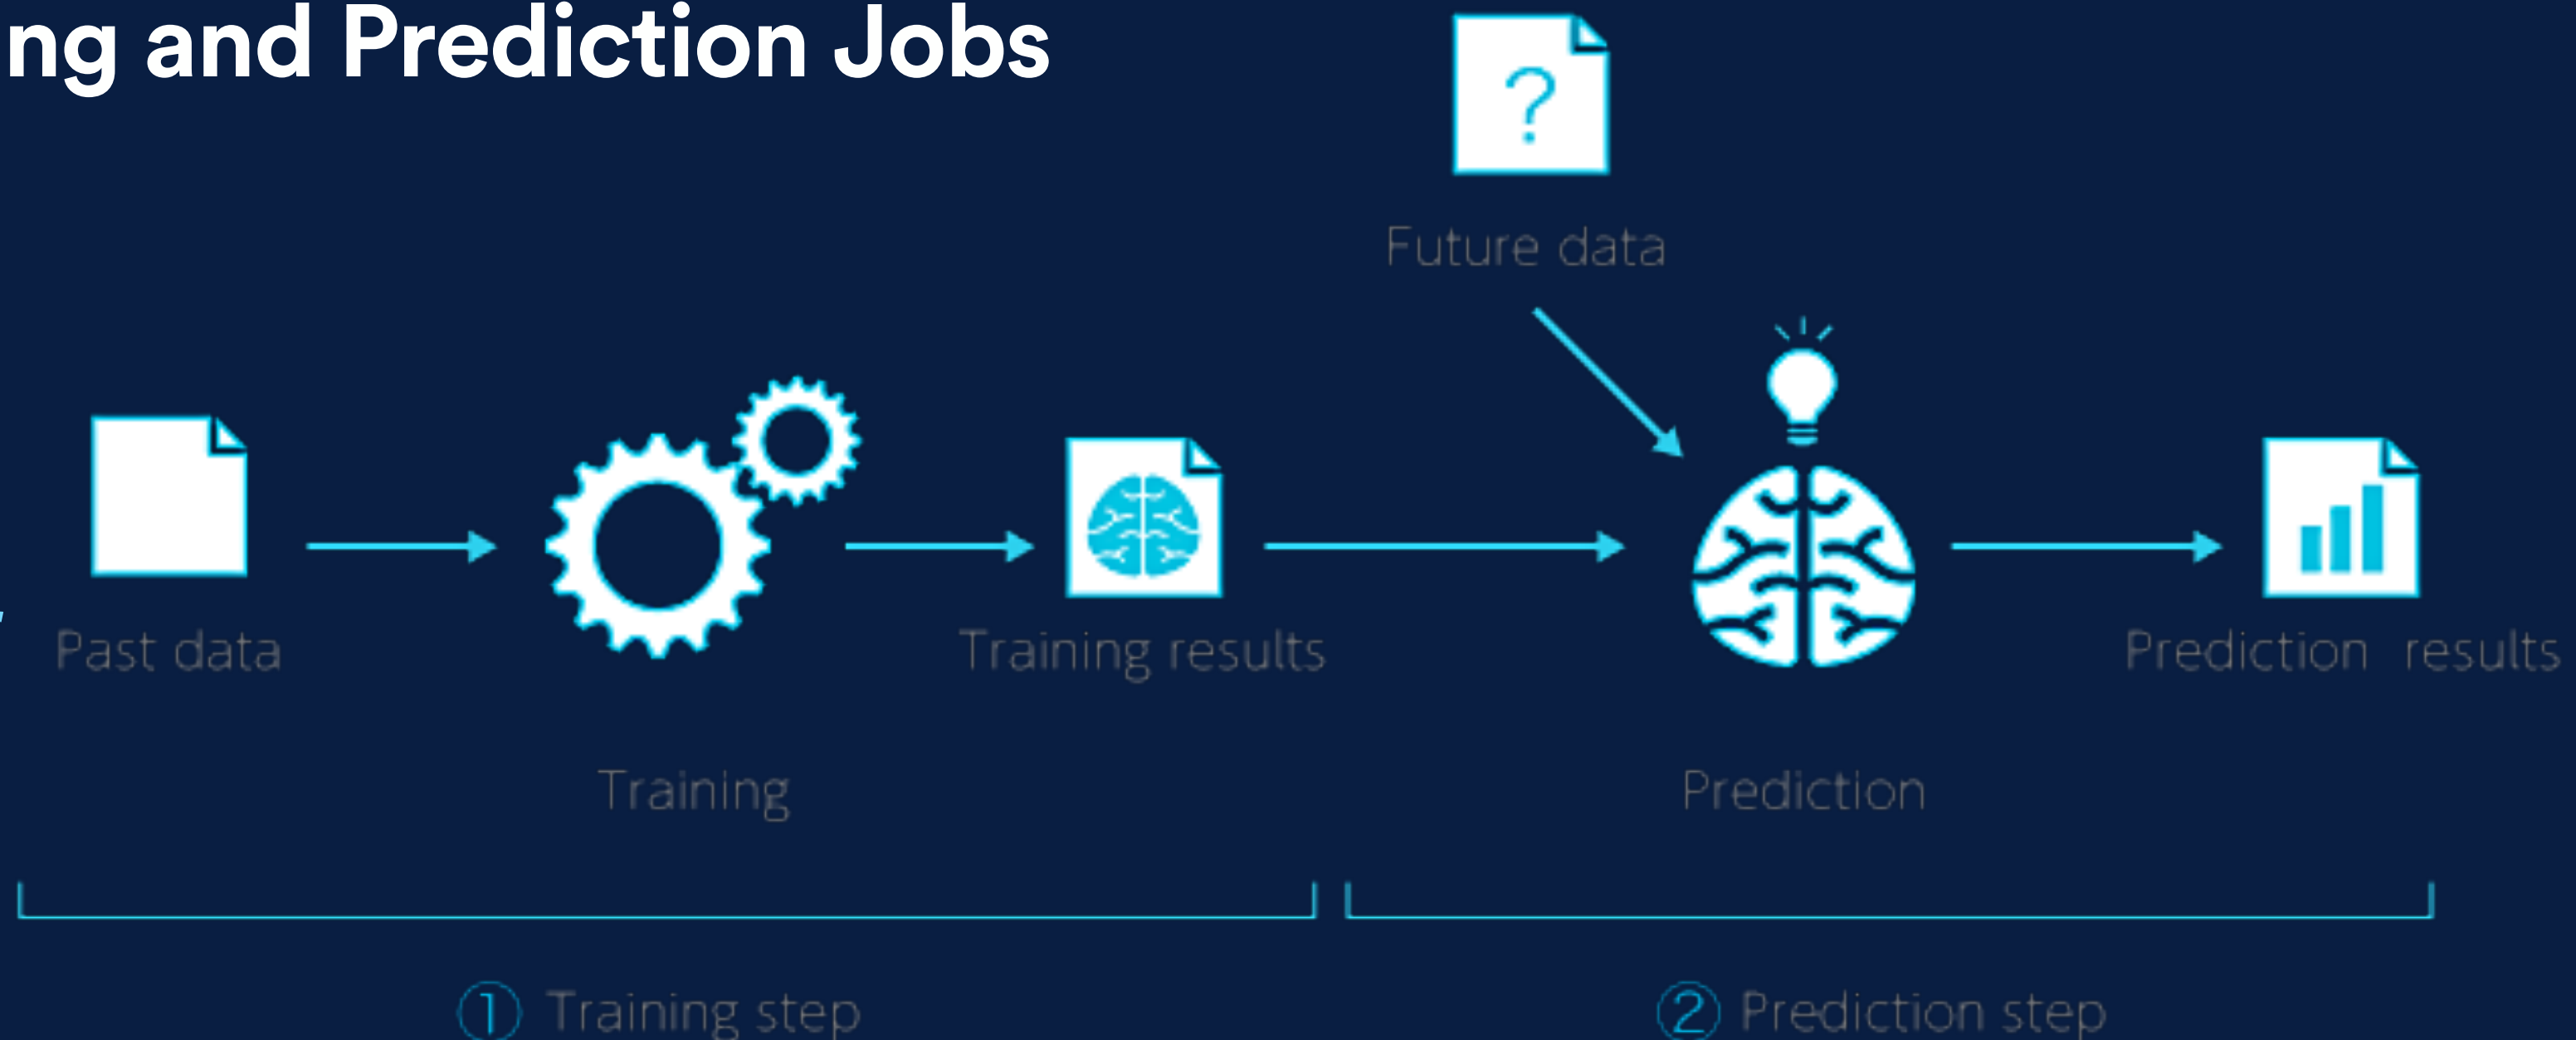 ng and Prediction Jobs
?
Future data
Past data
Training results
Prediction results
Training
Prediction
① Training step
② Prediction step